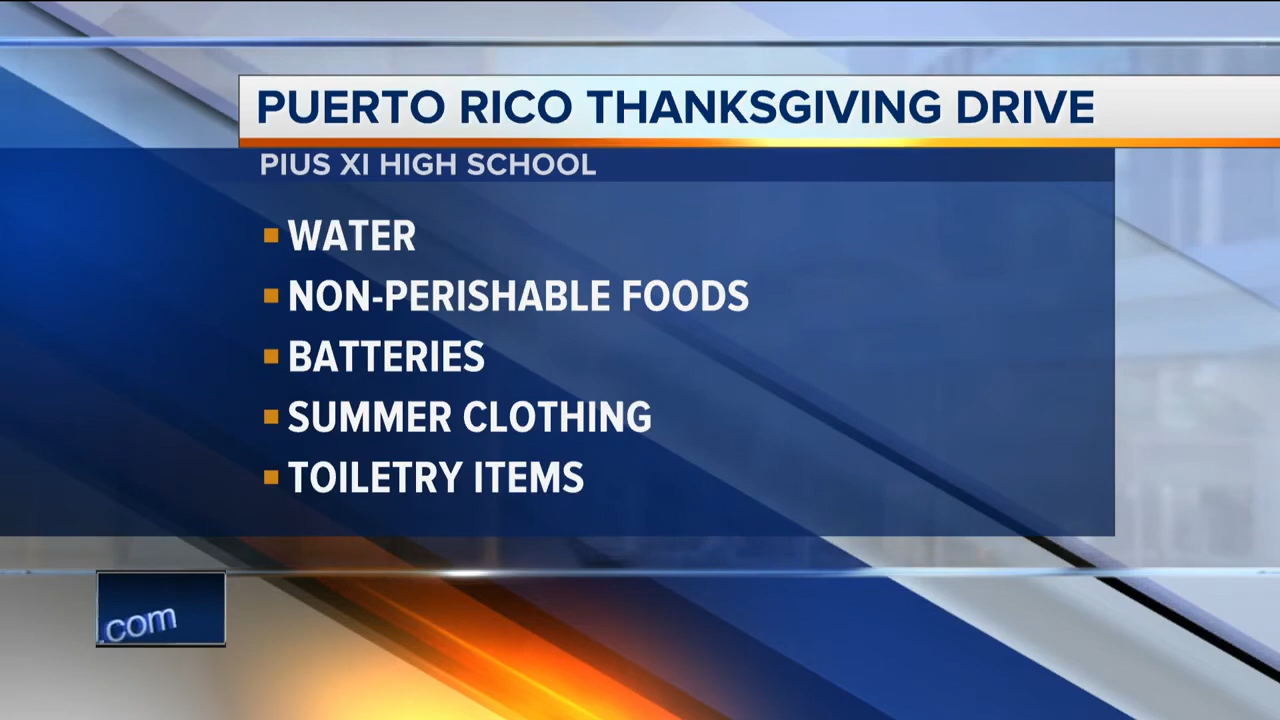 PUERTO RICO THANKSGIVING DRIVE
PIUS XI HIGH SCHOOL
WATER
NON-PERISHABLE FOODS
BATTERIES
SUMMER CLOTHING
TOILETRY ITEMS
.com